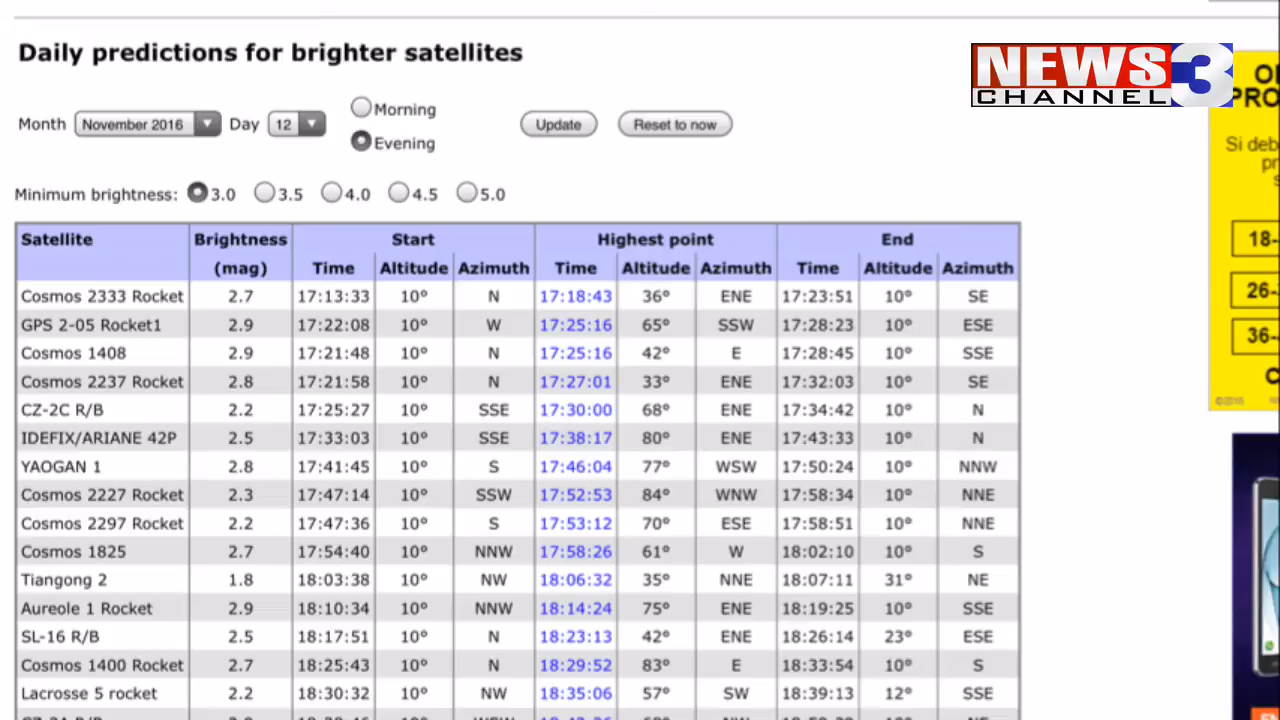 Daily predictions for brighter satellites
NEWS 3
CHANNEL
Month November 2016 Day 12 Morning
Evening
Update Reset to now
Minimum brightness: 3.0 3.5 4.0 4.5 5.0
Satellite Brightness Start Highest point End
(mag) Time Altitude Azimuth Time Altitude Azimuth Time Altitude Azimuth
Cosmos 2333 Rocket 2.7 17:13:33 10° N 17:18:43 36° ENE 17:23:51 10° SE
GPS 2-05 Rocket1 2.9 17:22:08 10° W 17:25:16 65° SSW 17:28:23 10° ESE
Cosmos 1408 2.9 17:21:48 10° N 17:25:16 42° E 17:28:45 10° SSE
Cosmos 2237 Rocket 2.8 17:21:58 10° N 17:27:01 33° ENE 17:32:03 10° SE
CZ-2C R/B 2.2 17:25:27 10° SSE 17:30:00 68° ENE 17:34:42 10° N
IDEFIX/ARIANE 42P 2.5 17:33:03 10° SSE 17:38:17 80° ENE 17:43:33 10° N
YAOGAN 1 2.8 17:41:45 10° S 17:46:04 77° WSW 17:50:24 10° NNW
Cosmos 2227 Rocket 2.3 17:47:14 10° SSW 17:52:53 84° WNW 17:58:34 10° NNE
Cosmos 2297 Rocket 2.2 17:47:36 10° S 17:53:12 70° ESE 17:58:51 10° NNE
Cosmos 1825 2.7 17:54:40 10° NNW 17:58:26 61° W 18:02:10 10° S
Tiangong 2 1.8 18:03:38 10° NW 18:06:32 35° NNE 18:07:11 31° NE
Aureole 1 Rocket 2.9 18:10:34 10° NNW 18:14:24 75° ENE 18:19:25 10° SSE
SL-16 R/B 2.5 18:17:51 10° N 18:23:13 42° ENE 18:26:14 23° ESE
Cosmos 1400 Rocket 2.7 18:25:43 10° N 18:29:52 83° E 18:33:54 10° S
Lacrosse 5 rocket 2.2 18:30:32 10° NW 18:35:06 57° SW 18:39:13 12° SSE
Si deb
18-
26-
36-